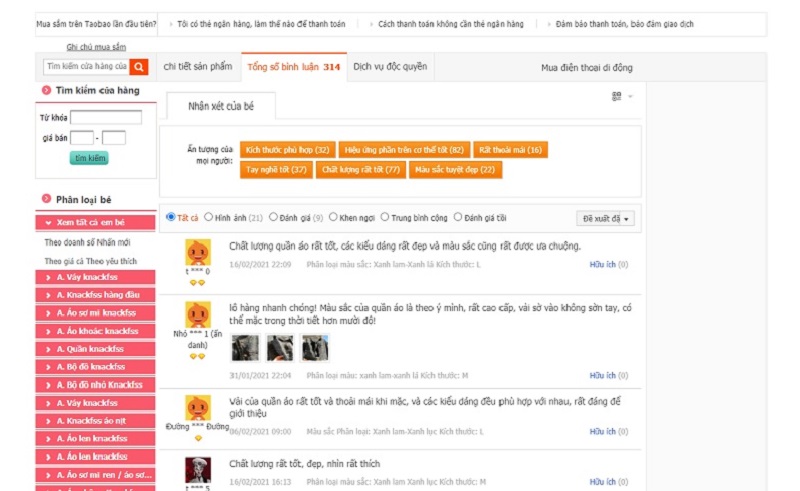 Mua sắm trên Taobao lần đầu tiên?
Tôi có thẻ ngân hàng, làm thế nào để thanh toán
Cách thanh toán không cần thẻ ngân hàng
Đảm bảo thanh toán, bảo đảm giao dịch
Ghi chú mua sắm
Tìm kiếm cửa hàng của
chi tiết sản phẩm
Tổng số bình luận 314
Dịch vụ độc quyền
Mua điện thoại di động
Tìm kiếm cửa hàng
Từ khóa
giá bán
-
tìm kiếm
Phân loại bé
Xem tất cả em bé
Theo doanh số Nhấn mới
Theo giá cả Theo yêu thích
A. Váy knackfss
A. Knackfss hàng đầu
A. Áo sơ mi knackfss
A. Áo khoác knackfss
A. Quần knackfss
A. Bộ đồ knackfss
A. Bộ đồ nhỏ Knackfss
A. Váy knackfss
A. Knackfss áo nịt
A. Áo len knackfss
A. Áo len knackfss
A. Áo sơ mi ren / áo sơ...
Nhận xét của bé
Ấn tượng của
mọi người:
Kích thước phù hợp (32)
Hiệu ứng phần trên cơ thể tốt (82)
Rất thoải mái (16)
Tay nghề tốt (37)
Chất lượng rất tốt (77)
Màu sắc tuyệt đẹp (22)
Tất cả
Hình ảnh (21)
Đánh giá (9)
Khen ngợi
Trung bình cộng
Đánh giá tồi
Đề xuất đã
Chất lượng quần áo rất tốt, các kiểu dáng rất đẹp và màu sắc cũng rất được ưa chuộng.
t *** 0
16/02/2021 22:09
Phân loại màu sắc: Xanh lam-Xanh lá Kích thước: L
Hữu ích (0)
lô hàng nhanh chóng! Màu sắc của quần áo là theo ý mình, rất cao cấp, vải sờ vào không sờn tay, có
thể mặc trong thời tiết hơn mười độ!
Nhỏ *** 1 (ẩn
danh)
31/01/2021 22:04
Phân loại màu: xanh lam-xanh lá Kích thước: M
Hữu ích (0)
Vải của quần áo rất tốt và thoải mái khi mặc, và các kiểu dáng đều phù hợp với nhau, rất đáng để
giới thiệu
Đường *** Đường
06/02/2021 09:00
Màu sắc Phân loại: Xanh lam-Xanh lục Kích thước: L
Hữu ích (0)
Chất lượng rất tốt, đẹp, nhìn rất thích
t *** 5
16/02/2021 16:13
Phân loại màu sắc: Xanh lam-Xanh lục Kích thước: M
Hữu ích (0)